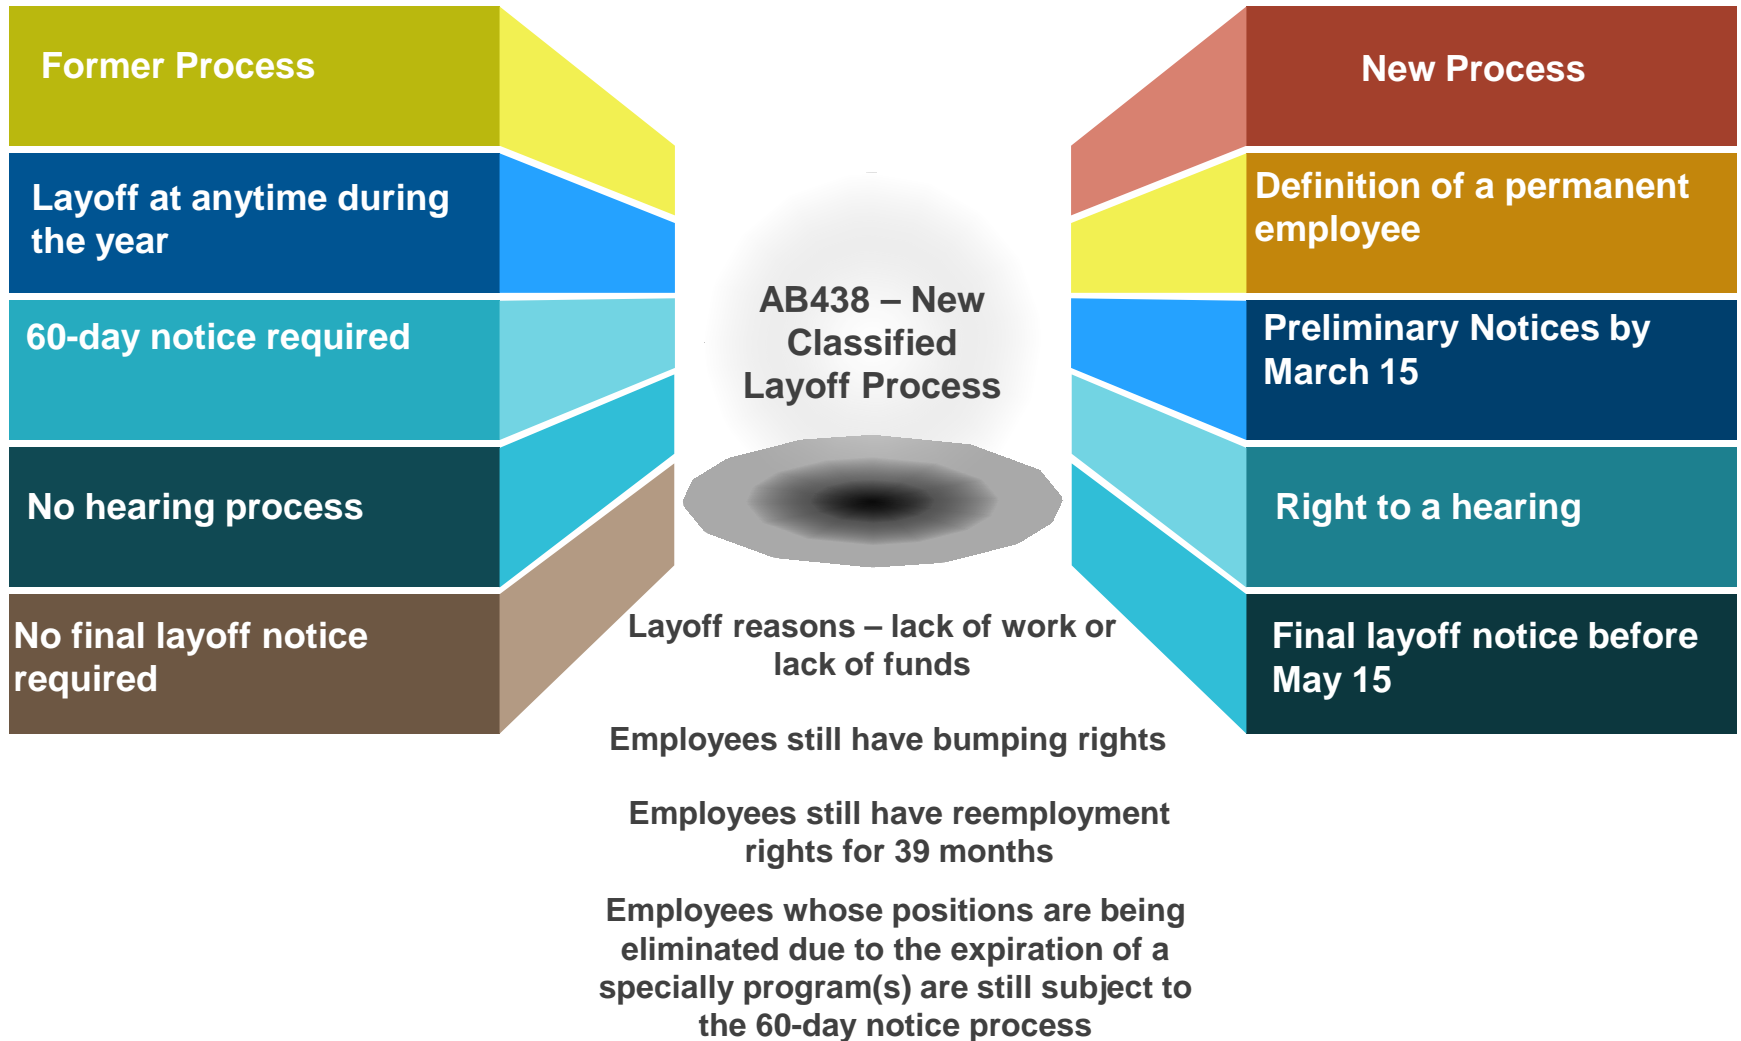 Former Process
Layoff at anytime during
the year
60-day notice required
No hearing process
No final layoff notice
required
AB438 – New
Classified
Layoff Process
Layoff reasons – lack of work or
lack of funds
Employees still have bumping rights
Employees still have reemployment
rights for 39 months
Employees whose positions are being
eliminated due to the expiration of a
specially program(s) are still subject to
the 60-day notice process
New Process
Definition of a permanent
employee
Preliminary Notices by
March 15
Right to a hearing
Final layoff notice before
May 15